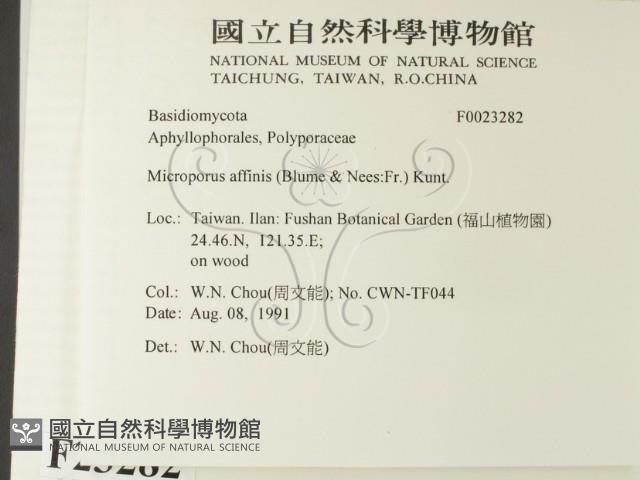 國立自然科學博物館
NATIONAL MUSEUM OF NATURAL SCIENCE
TAICHUNG, TAIWAN, R.O.CHINA
Basidiomycota F0023282
Aphyllophorales, Polyporaceae
Microporus affinis (Blume & Nees:Fr.) Kunt.
Loc.: Taiwan. Ilan: Fushan Botanical Garden (福山植物園)
24.46.N, 121.35.E;
on wood
Col.: W.N. Chou(周文能); No. CWN-TF044
Date: Aug. 08, 1991
Det.: W.N. Chou(周文能)
國立自然科學博物館
NATIONAL MUSEUM OF NATURAL SCIENCE
F23282